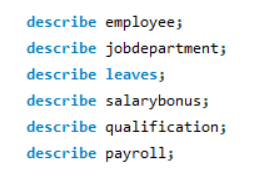 describe employee;
describe jobdepartment;
describe leaves;
describe salarybonus;
describe qualification;
describe payroll;